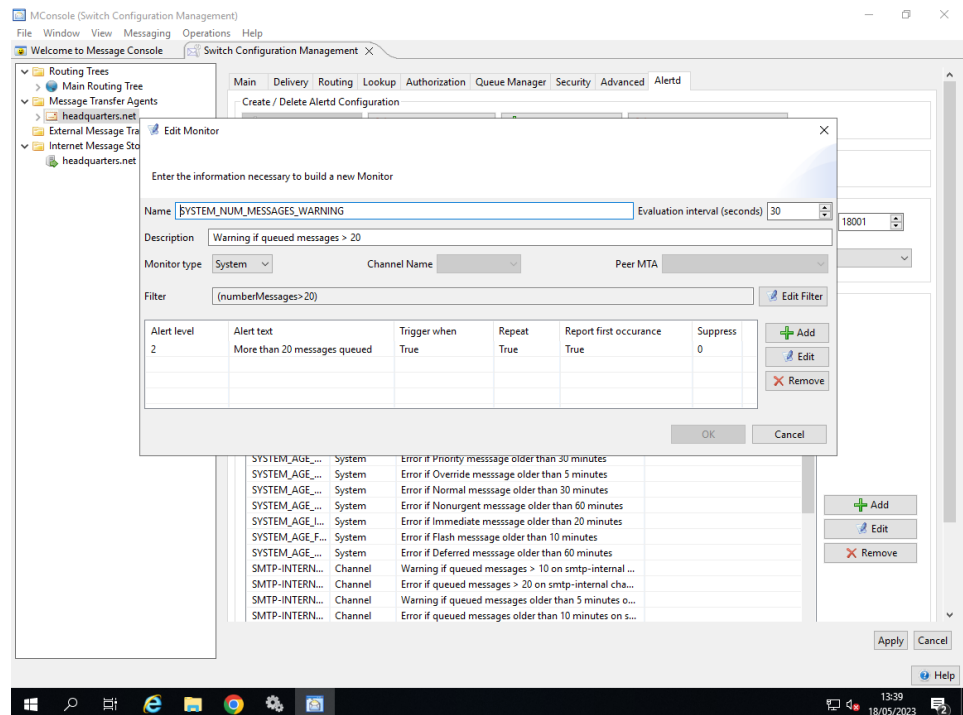 MConsole (Switch Configuration Management)
File Window View Messaging Operations Help
Welcome to Message Console Switch Configuration Management
Routing Trees
Main Routing Tree
Message Transfer Agents
headquarters.net
External Message Tra
Internet Message Sto
headquarters.net
Main Delivery Routing Lookup Authorization Queue Manager Security Advanced Alertd
Create / Delete Alertd Configuration
18001
Edit Monitor
Enter the information necessary to build a new Monitor
Name SYSTEM_NUM_MESSAGES_WARNING Evaluation interval (seconds) 30
Description Warning if queued messages > 20
Monitor type System Channel Name Peer MTA
Filter (numberMessages>20) Edit Filter
Alert level Alert text Trigger when Repeat Report first occurance Suppress
2 More than 20 messages queued True True True 0
Add
Edit
Remove
OK Cancel
SYSTEM_AGE_... System Error if Priority messsage older than 30 minutes
SYSTEM_AGE_... System Error if Override messsage older than 5 minutes
SYSTEM_AGE_... System Error if Normal messsage older than 30 minutes
SYSTEM_AGE_... System Error if Nonurgent messsage older than 60 minutes
SYSTEM_AGE_I... System Error if Immediate messsage older than 20 minutes
SYSTEM_AGE_F... System Error if Flash messsage older than 10 minutes
SYSTEM_AGE_... System Error if Deferred messsage older than 60 minutes
SMTP-INTERN... Channel Warning if queued messages > 10 on smtp-internal ...
SMTP-INTERN... Channel Error if queued messages > 20 on smtp-internal cha...
SMTP-INTERN... Channel Warning if queued messages older than 5 minutes o...
SMTP-INTERN... Channel Error if queued messages older than 10 minutes on s...
Add
Edit
Remove
Apply Cancel
Help
13:39
18/05/2023